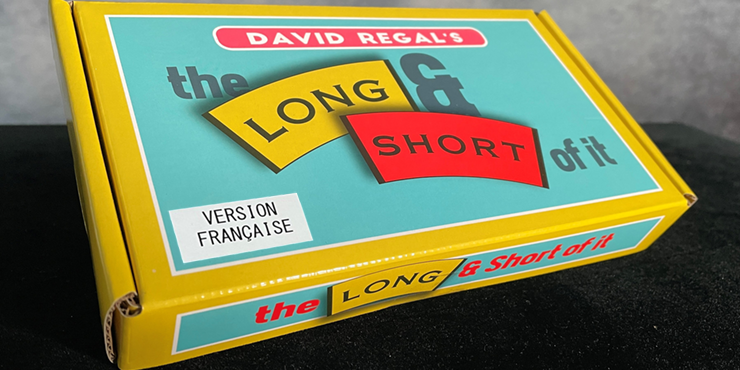 DAVID REGAL'S
the LONG &
SHORT of it
VERSION
FRANÇAISE
the LONG & Short of it